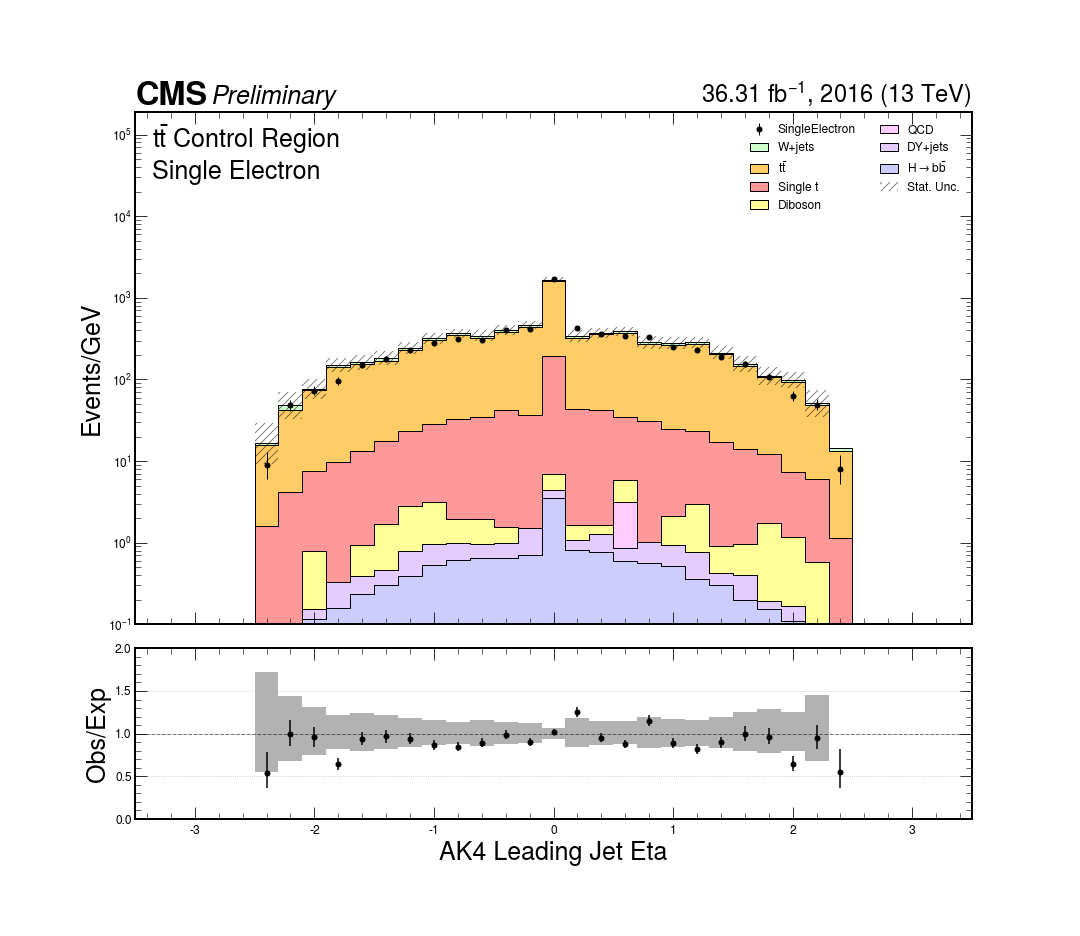 CMS Preliminary
36.31 fb⁻¹, 2016 (13 TeV)
tt̄ Control Region
Single Electron
SingleElectron
W+jets
tt̄
Single t
Diboson
QCD
DY+jets
H→bb̄
Stat. Unc.
Events/GeV
10⁵
10⁴
10³
10²
10¹
10⁰
10⁻¹
Obs/Exp
2.0
1.5
1.0
0.5
0.0
-3 -2 -1 0 1 2 3
AK4 Leading Jet Eta